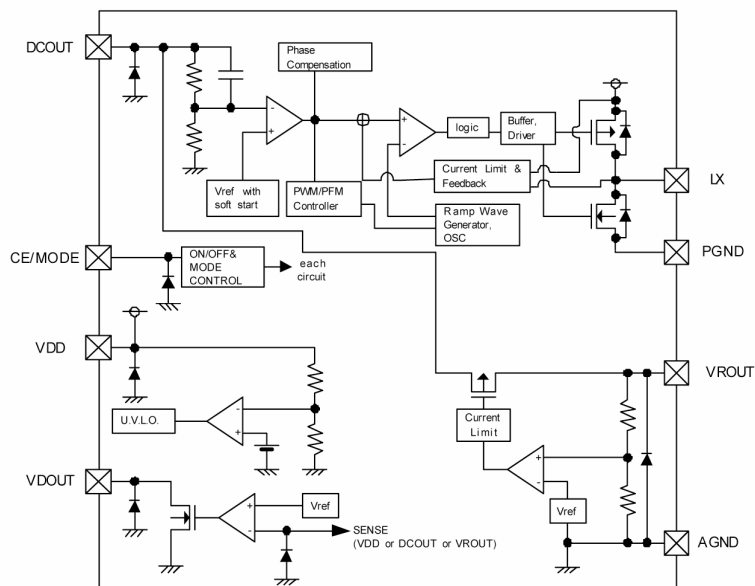 DCOUT
Phase
Compensation
-
+
+
-
logic
Buffer,
Driver
Vref with
soft start
PWM/PFM
Controller
Current Limit &
Feedback
Ramp Wave
Generator,
OSC
LX
PGND
CE/MODE
ON/OFF&
MODE
CONTROL
each
circuit
VDD
U.V.L.O.
-
+
VROUT
Current
Limit
+
-
Vref
AGND
VDOUT
+
-
Vref
SENSE
(VDD or DCOUT or VROUT)